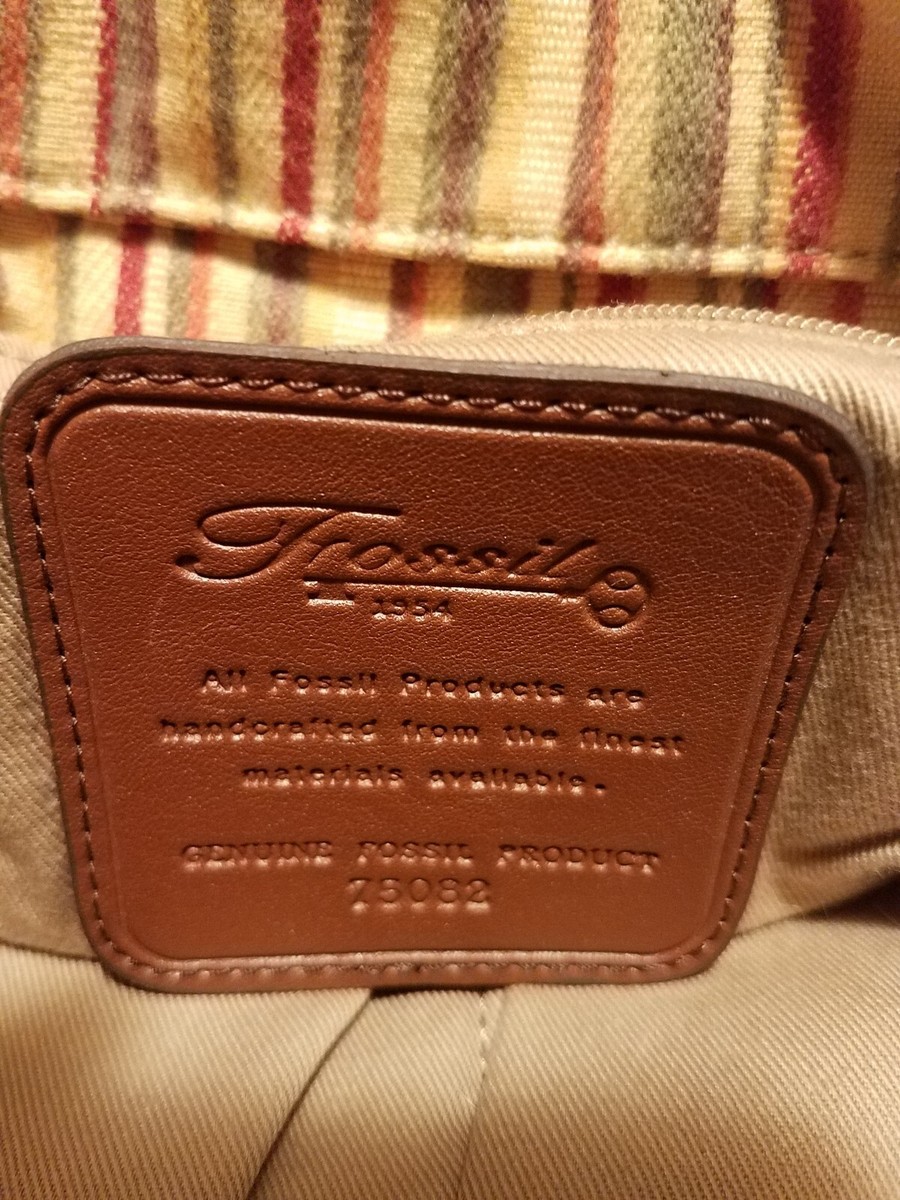 Fossil
1954
All Fossil Products are
handcrafted from the finest
materials available.
GENUINE FOSSIL PRODUCT
75082